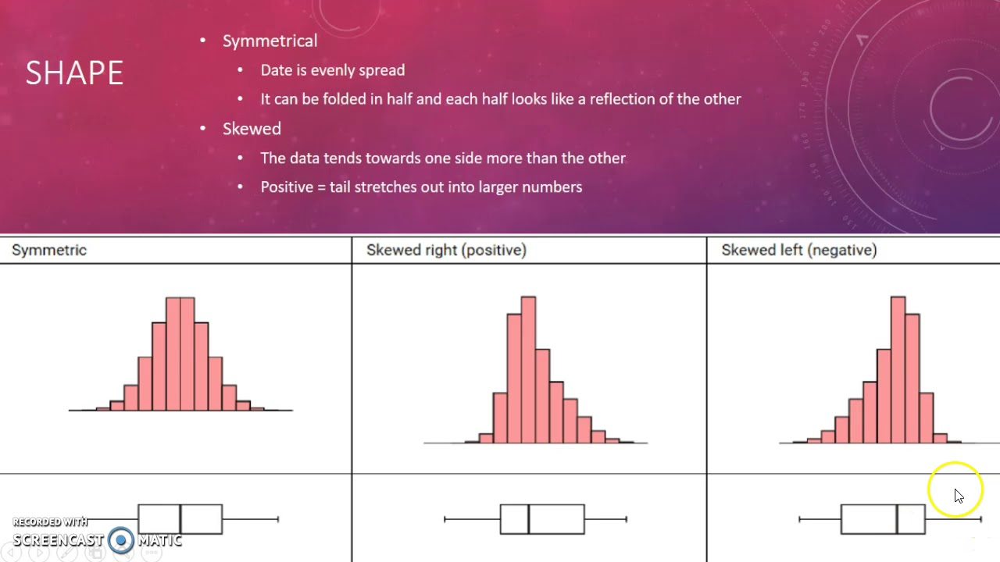 SHAPE
• Symmetrical
• Date is evenly spread
• It can be folded in half and each half looks like a reflection of the other
• Skewed
• The data tends towards one side more than the other
• Positive = tail stretches out into larger numbers
Symmetric
Skewed right (positive)
Skewed left (negative)
RECORDED WITH
SCREENCAST MATIC